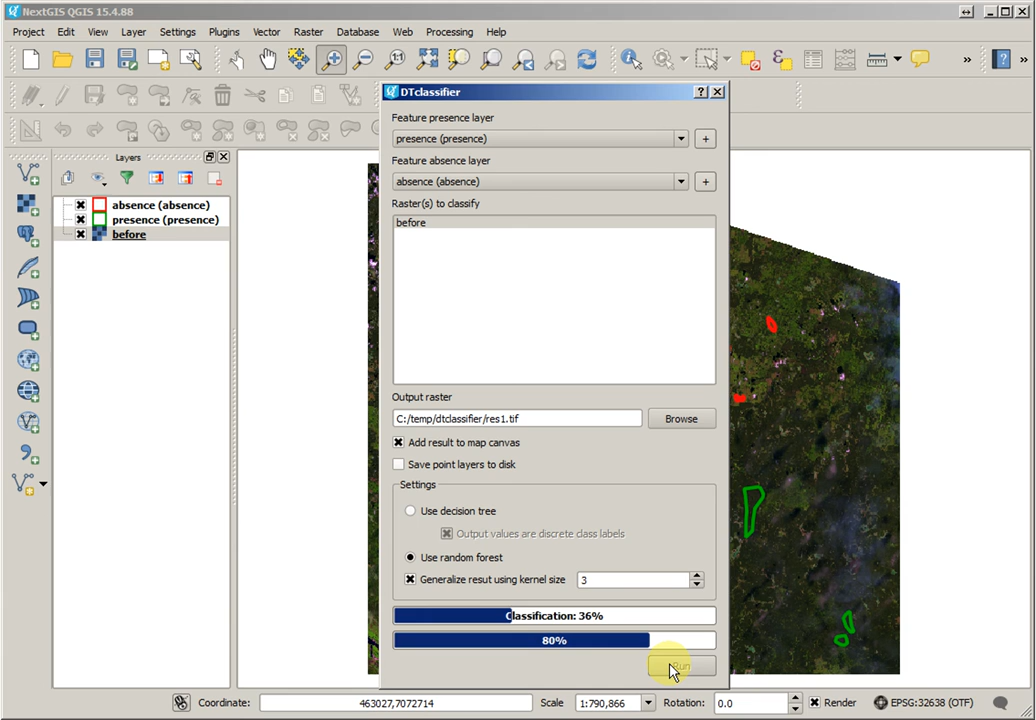 NextGIS QGIS 15.4.88
Project Edit View Layer Settings Plugins Vector Raster Database Web Processing Help
DTclassifier
Feature presence layer
presence (presence)
Feature absence layer
absence (absence)
Raster(s) to classify
before
Layers
absence (absence)
presence (presence)
before
Output raster
C:/temp/dtclassifier/res1.tif
Browse
Add result to map canvas
Save point layers to disk
Settings
Use decision tree
Output values are discrete class labels
Use random forest
Generalize resut using kernel size 3
Classification: 36%
80%
Run
Coordinate: 463027,7072714 Scale 1:790,866 Rotation: 0.0 Render EPSG:32638 (OTF)